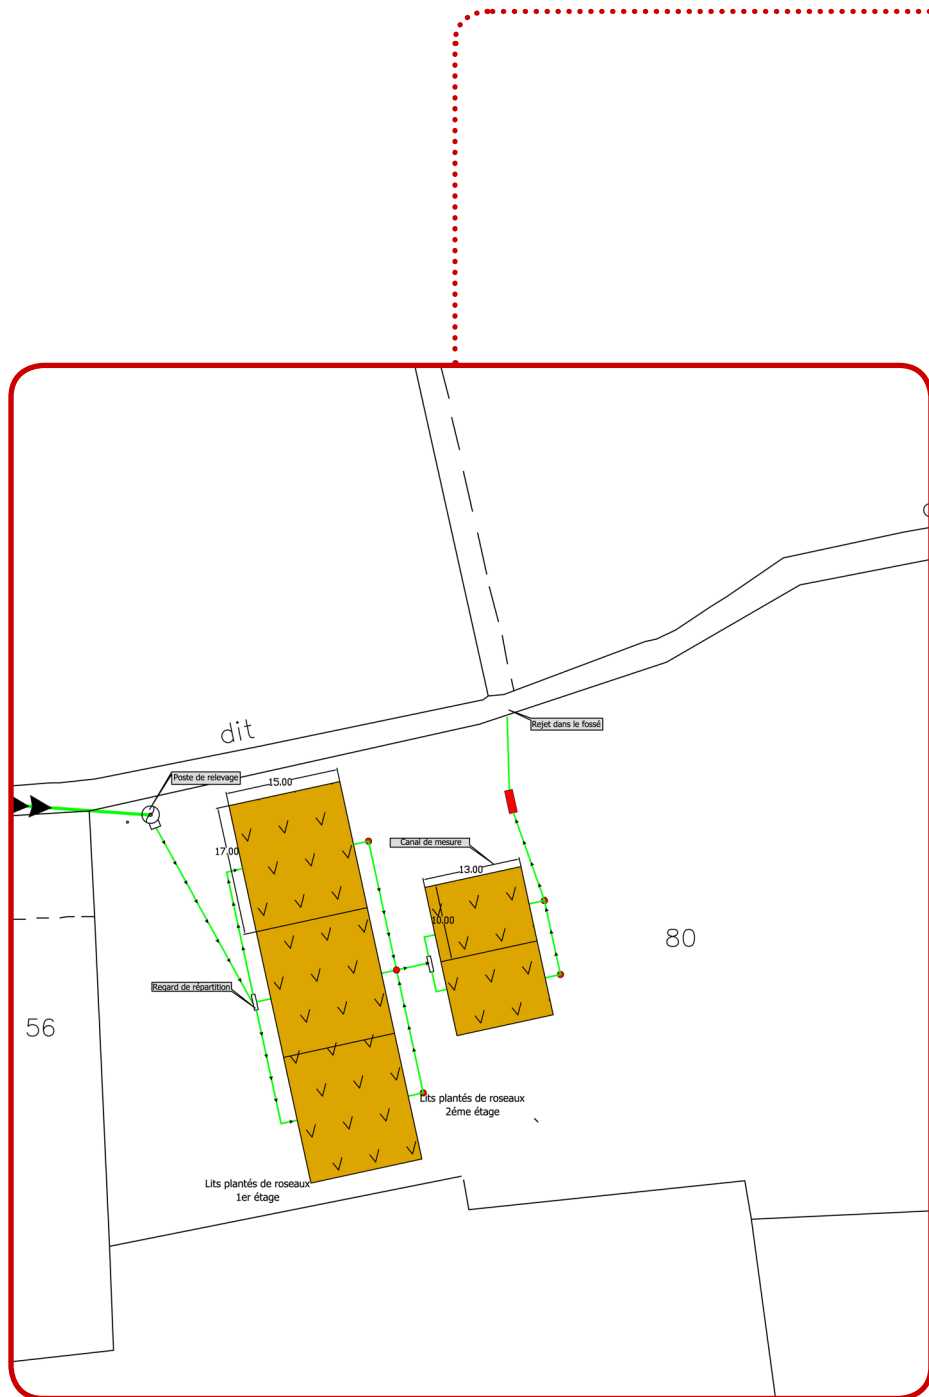 dit
Rejet dans le fossé
Poste de relevage
15.00
17.00
Canal de mesure
13.00
10.00
80
Regard de répartition
56
Lits plantés de roseaux
2éme étage
Lits plantés de roseaux
1er étage